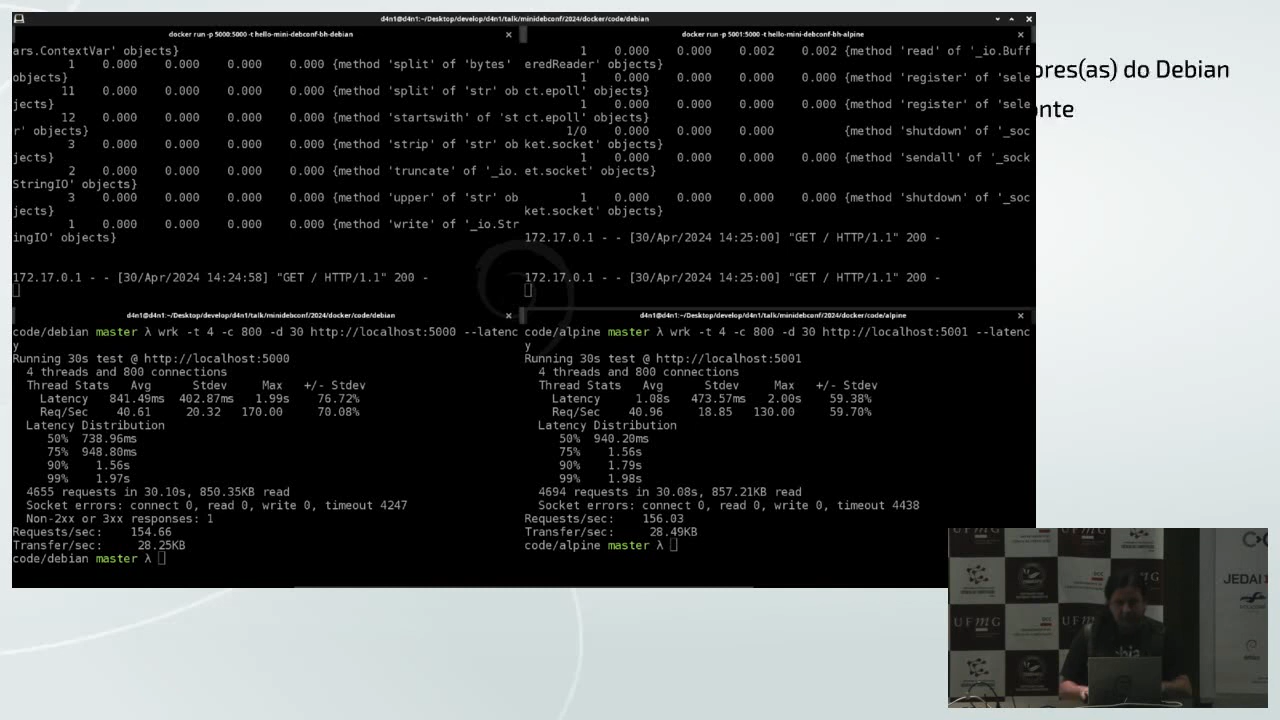 d4n1@d4n1:~/Desktop/develop/d4n1/talk/minidebconf/2024/docker/code/debian
docker run -p 5000:5000 -t hello-mini-debconf-bh-debian
ars.ContextVar' objects}
1 0.000 0.000 0.000 0.000 {method 'split' of 'bytes'
objects}
11 0.000 0.000 0.000 0.000 {method 'split' of 'str' ob
jects}
12 0.000 0.000 0.000 0.000 {method 'startswith' of 'st
r' objects}
3 0.000 0.000 0.000 0.000 {method 'strip' of 'str' ob
jects}
2 0.000 0.000 0.000 0.000 {method 'truncate' of '_io.
StringIO' objects}
3 0.000 0.000 0.000 0.000 {method 'upper' of 'str' ob
jects}
1 0.000 0.000 0.000 0.000 {method 'write' of '_io.Str
ingIO' objects}
172.17.0.1 - - [30/Apr/2024 14:24:58] "GET / HTTP/1.1" 200 -
docker run -p 5001:5000 -t hello-mini-debconf-bh-alpine
1 0.000 0.000 0.002 0.002 {method 'read' of '_io.Buff
eredReader' objects}
1 0.000 0.000 0.000 0.000 {method 'register' of 'sele
ct.epoll' objects}
1 0.000 0.000 0.000 0.000 {method 'register' of 'sele
ct.epoll' objects}
1/0 0.000 0.000 0.000 {method 'shutdown' of '_soc
ket.socket' objects}
1 0.000 0.000 0.000 0.000 {method 'sendall' of '_sock
et.socket' objects}
1 0.000 0.000 0.000 0.000 {method 'shutdown' of '_soc
ket.socket' objects}
172.17.0.1 - - [30/Apr/2024 14:25:00] "GET / HTTP/1.1" 200 -
172.17.0.1 - - [30/Apr/2024 14:25:00] "GET / HTTP/1.1" 200 -
d4n1@d4n1:~/Desktop/develop/d4n1/talk/minidebconf/2024/docker/code/debian
code/debian master λ wrk -t 4 -c 800 -d 30 http://localhost:5000 --latenc
y
Running 30s test @ http://localhost:5000
4 threads and 800 connections
Thread Stats Avg Stdev Max +/- Stdev
Latency 841.49ms 402.87ms 1.99s 76.72%
Req/Sec 40.61 20.32 170.00 70.08%
Latency Distribution
50% 738.96ms
75% 948.80ms
90% 1.56s
99% 1.97s
4655 requests in 30.10s, 850.35KB read
Socket errors: connect 0, read 0, write 0, timeout 4247
Non-2xx or 3xx responses: 1
Requests/sec: 154.66
Transfer/sec: 28.25KB
code/debian master λ
d4n1@d4n1:~/Desktop/develop/d4n1/talk/minidebconf/2024/docker/code/alpine
code/alpine master λ wrk -t 4 -c 800 -d 30 http://localhost:5001 --latenc
y
Running 30s test @ http://localhost:5001
4 threads and 800 connections
Thread Stats Avg Stdev Max +/- Stdev
Latency 1.08s 473.57ms 2.00s 59.38%
Req/Sec 40.96 18.85 130.00 59.70%
Latency Distribution
50% 940.20ms
75% 1.56s
90% 1.79s
99% 1.98s
4694 requests in 30.08s, 857.21KB read
Socket errors: connect 0, read 0, write 0, timeout 4438
Requests/sec: 156.03
Transfer/sec: 28.49KB
code/alpine master λ
ores(as) do Debian
onte
UFMG
JEDAI
UFMG